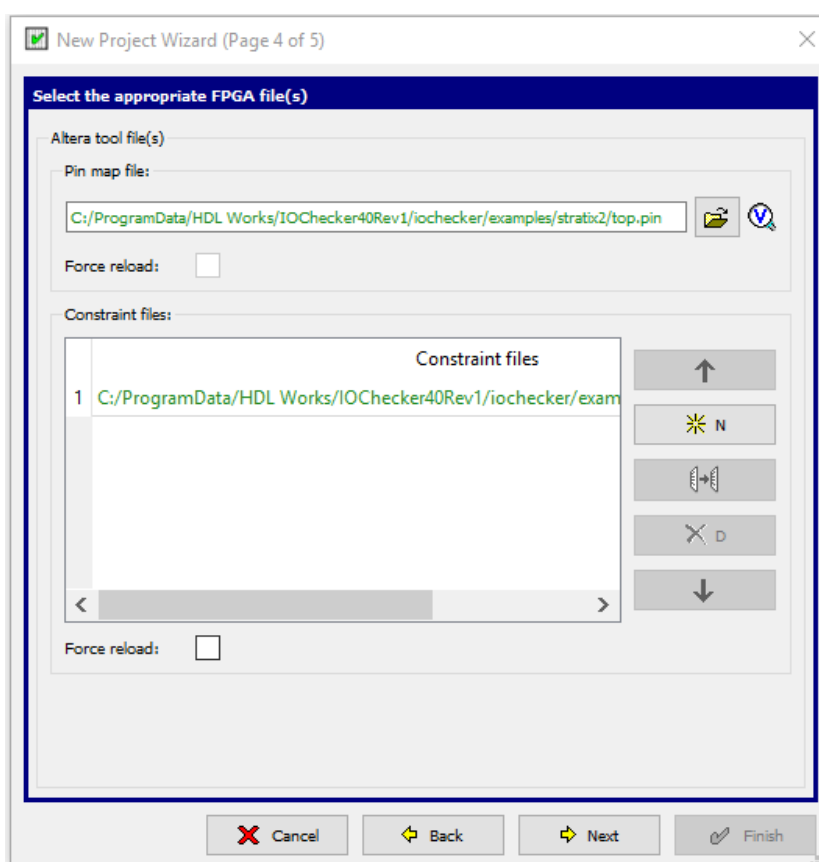 New Project Wizard (Page 4 of 5)
Select the appropriate FPGA file(s)
Altera tool file(s)
Pin map file:
C:/ProgramData/HDL Works/IOChecker40Rev1/iochecker/examples/stratix2/top.pin
Force reload:
Constraint files:
Constraint files
1 C:/ProgramData/HDL Works/IOChecker40Rev1/iochecker/exam
N
D
Force reload:
Cancel Back Next Finish